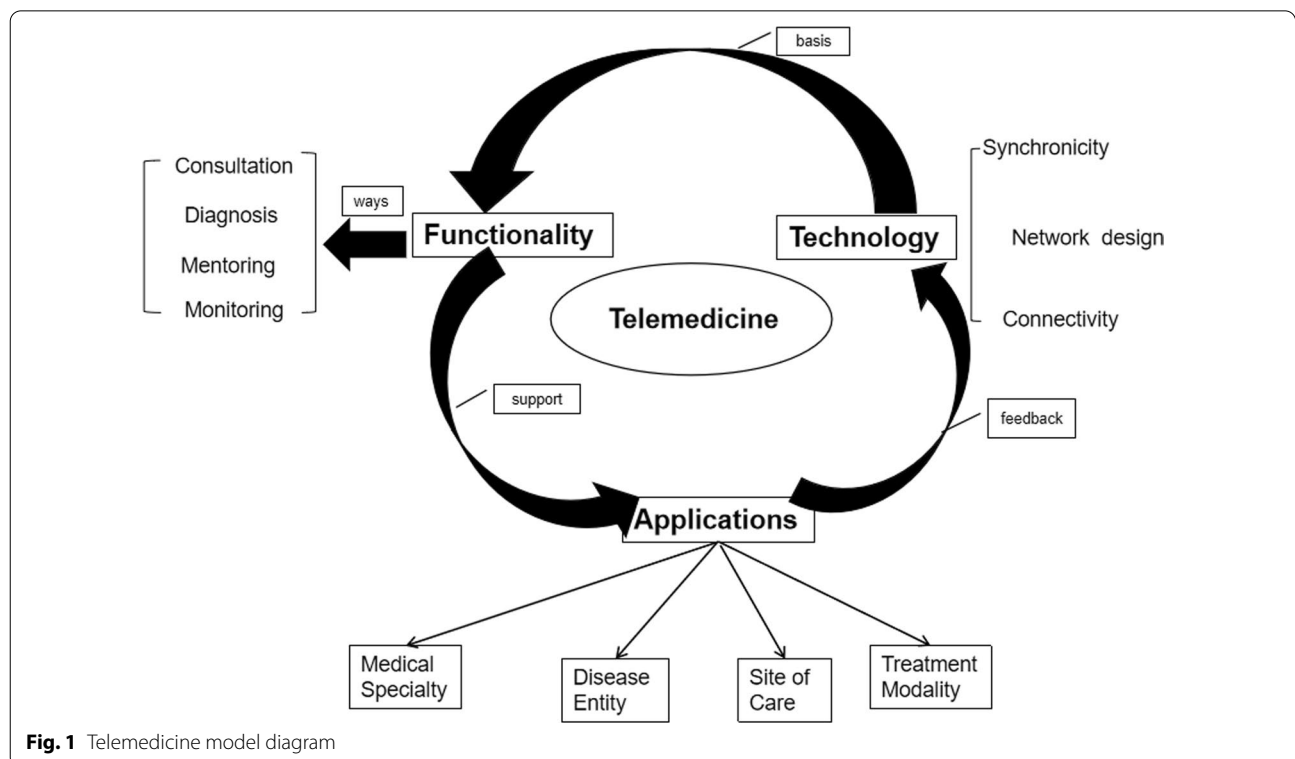 basis
Consultation
Diagnosis
Mentoring
Monitoring
ways
Functionality
Technology
Synchronicity
Network design
Connectivity
Telemedicine
support
feedback
Applications
Medical
Specialty
Disease
Entity
Site of
Care
Treatment
Modality
Fig. 1 Telemedicine model diagram